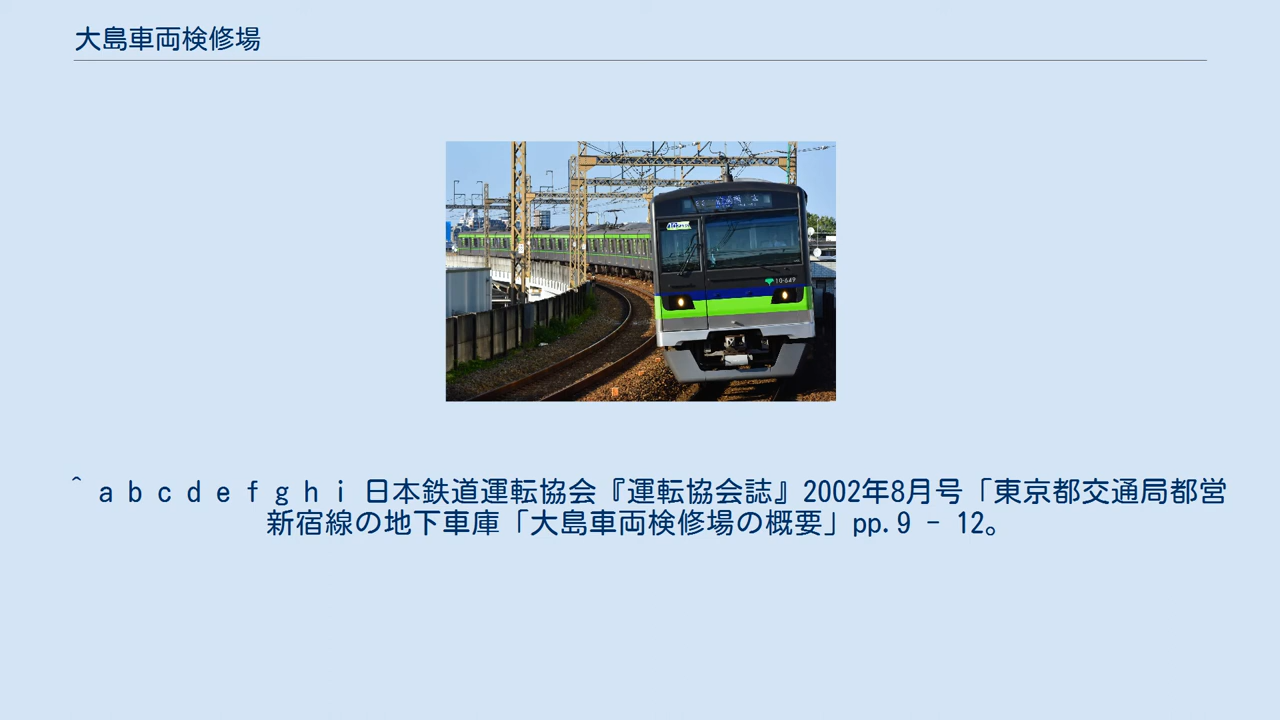 大島車両検修場
10-649
^ a b c d e f g h i 日本鉄道運転協会『運転協会誌』2002年8月号「東京都交通局都営
新宿線の地下車庫「大島車両検修場の概要」pp.9 - 12。